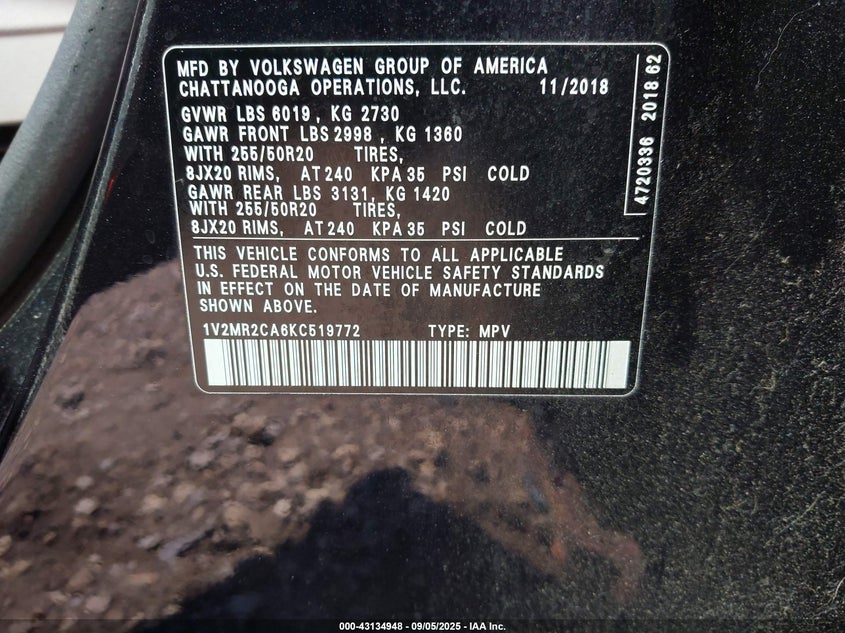 MFD BY VOLKSWAGEN GROUP OF AMERICA
CHATTANOOGA OPERATIONS, LLC. 11/2018
GVWR LBS 6019, KG 2730
GAWR FRONT LBS 2998, KG 1360
WITH 255/50R20 TIRES,
8JX20 RIMS, AT 240 KPA 35 PSI COLD
GAWR REAR LBS 3131, KG 1420
WITH 255/50R20 TIRES,
8JX20 RIMS, AT 240 KPA 35 PSI COLD
THIS VEHICLE CONFORMS TO ALL APPLICABLE
U.S. FEDERAL MOTOR VEHICLE SAFETY STANDARDS
IN EFFECT ON THE DATE OF MANUFACTURE
SHOWN ABOVE.
1V2MR2CA6KC519772 TYPE: MPV
4720336 2018 62
000-43134948 - 09/05/2025 - IAA Inc.